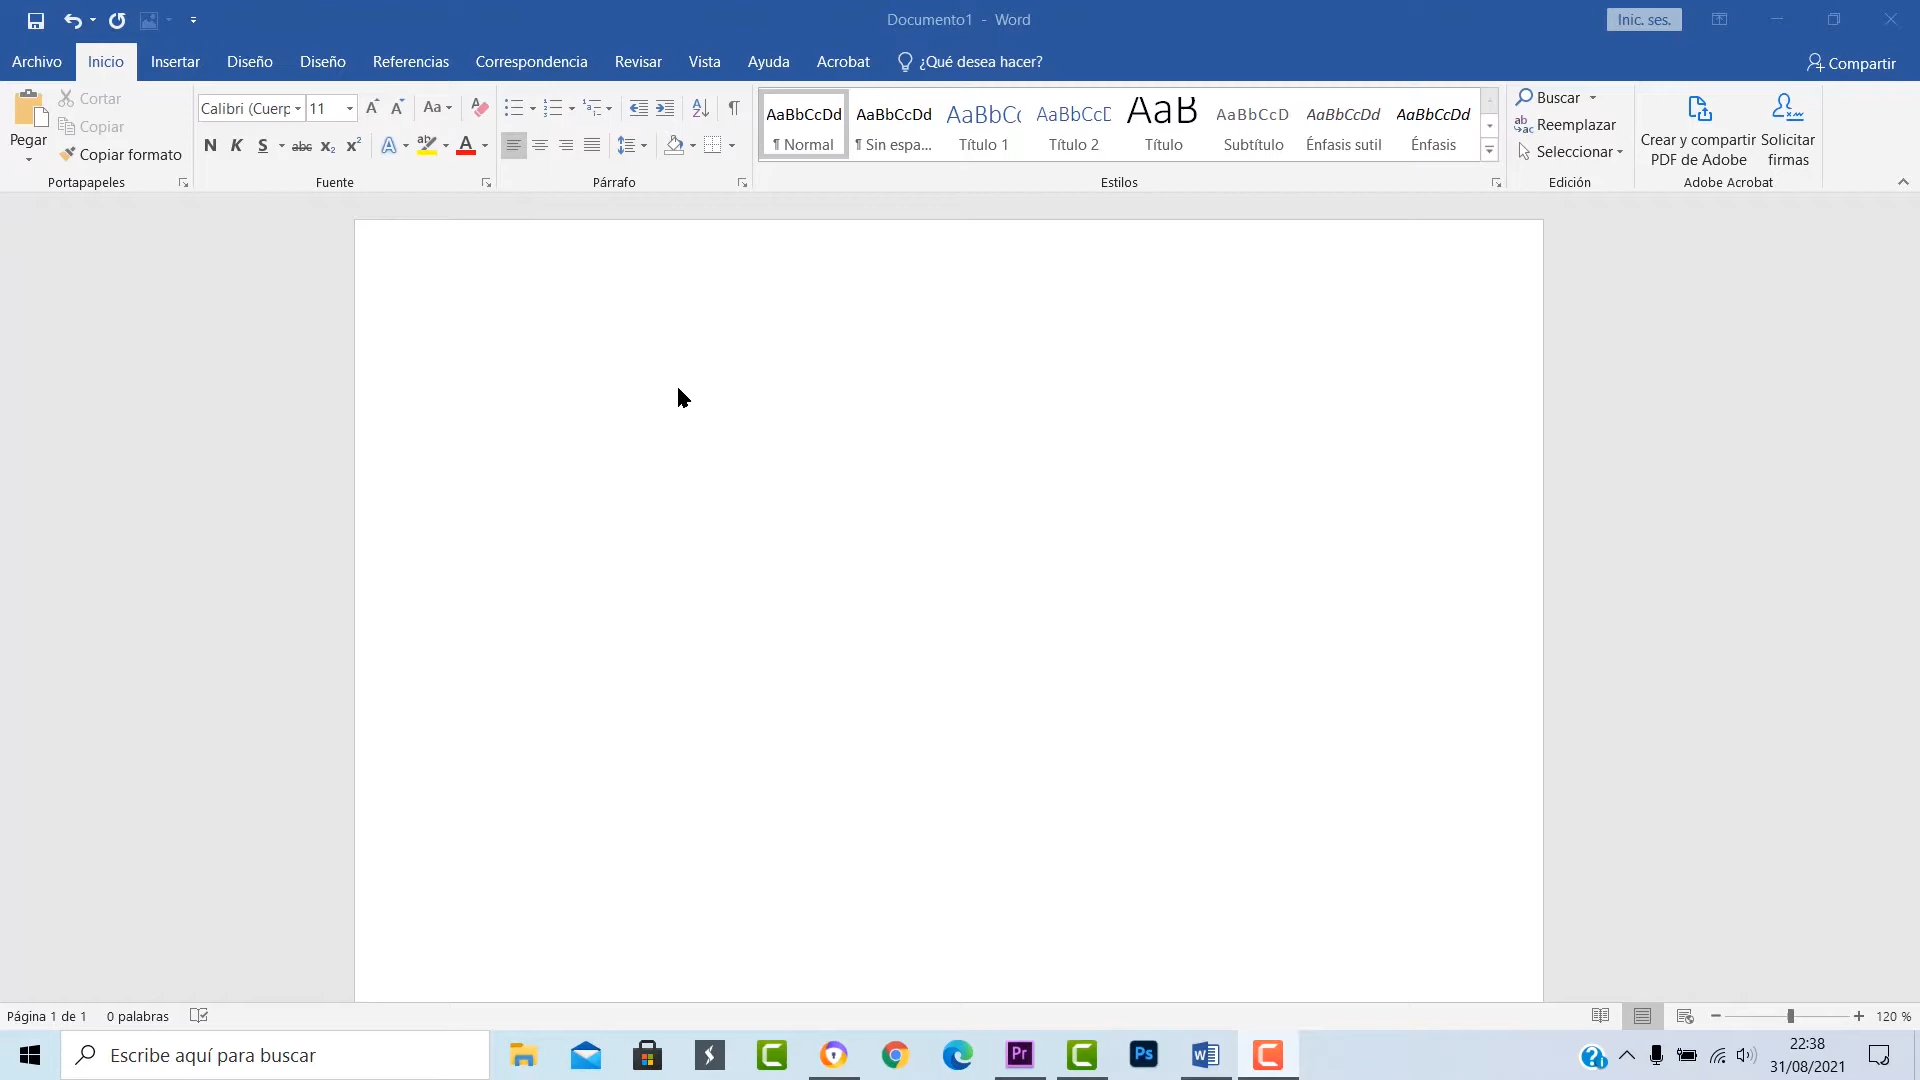 Documento1 - Word
Inic. ses.
Archivo Inicio Insertar Diseño Diseño Referencias Correspondencia Revisar Vista Ayuda Acrobat ¿Qué desea hacer? Compartir
Pegar
Cortar
Copiar
Copiar formato
Portapapeles
Calibri (Cuerp 11 Aa
N K S abc x₂ x² A ab A
Fuente
Párrafo
AaBbCcDd AaBbCcDd AaBbCc AaBbCcD AaB AaBbCcD AaBbCcDd AaBbCcDd
¶ Normal ¶ Sin espa... Título 1 Título 2 Título Subtítulo Énfasis sutil Énfasis
Estilos
Buscar
Reemplazar
Seleccionar
Edición
Crear y compartir PDF de Adobe
Solicitar firmas
Adobe Acrobat
Página 1 de 1 0 palabras 120 %
Escribe aquí para buscar
Pr
Ps
22:38
31/08/2021